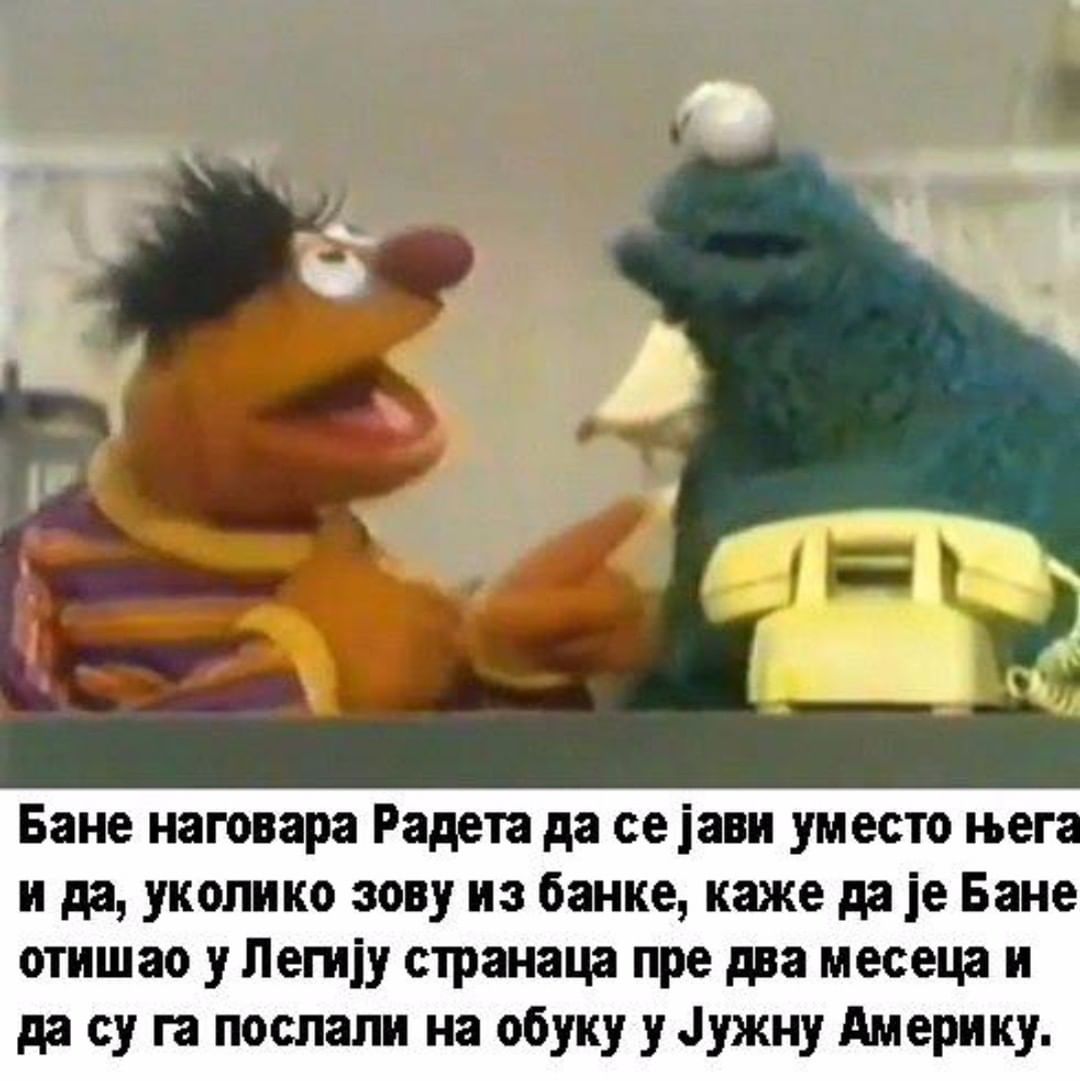 Бане наговара Радета да се јави уместо њега
и да, уколико зову из банке, каже да је Бане
отишао у Легију странаца пре два месеца и
да су га послали на обуку у Јужну Америку.